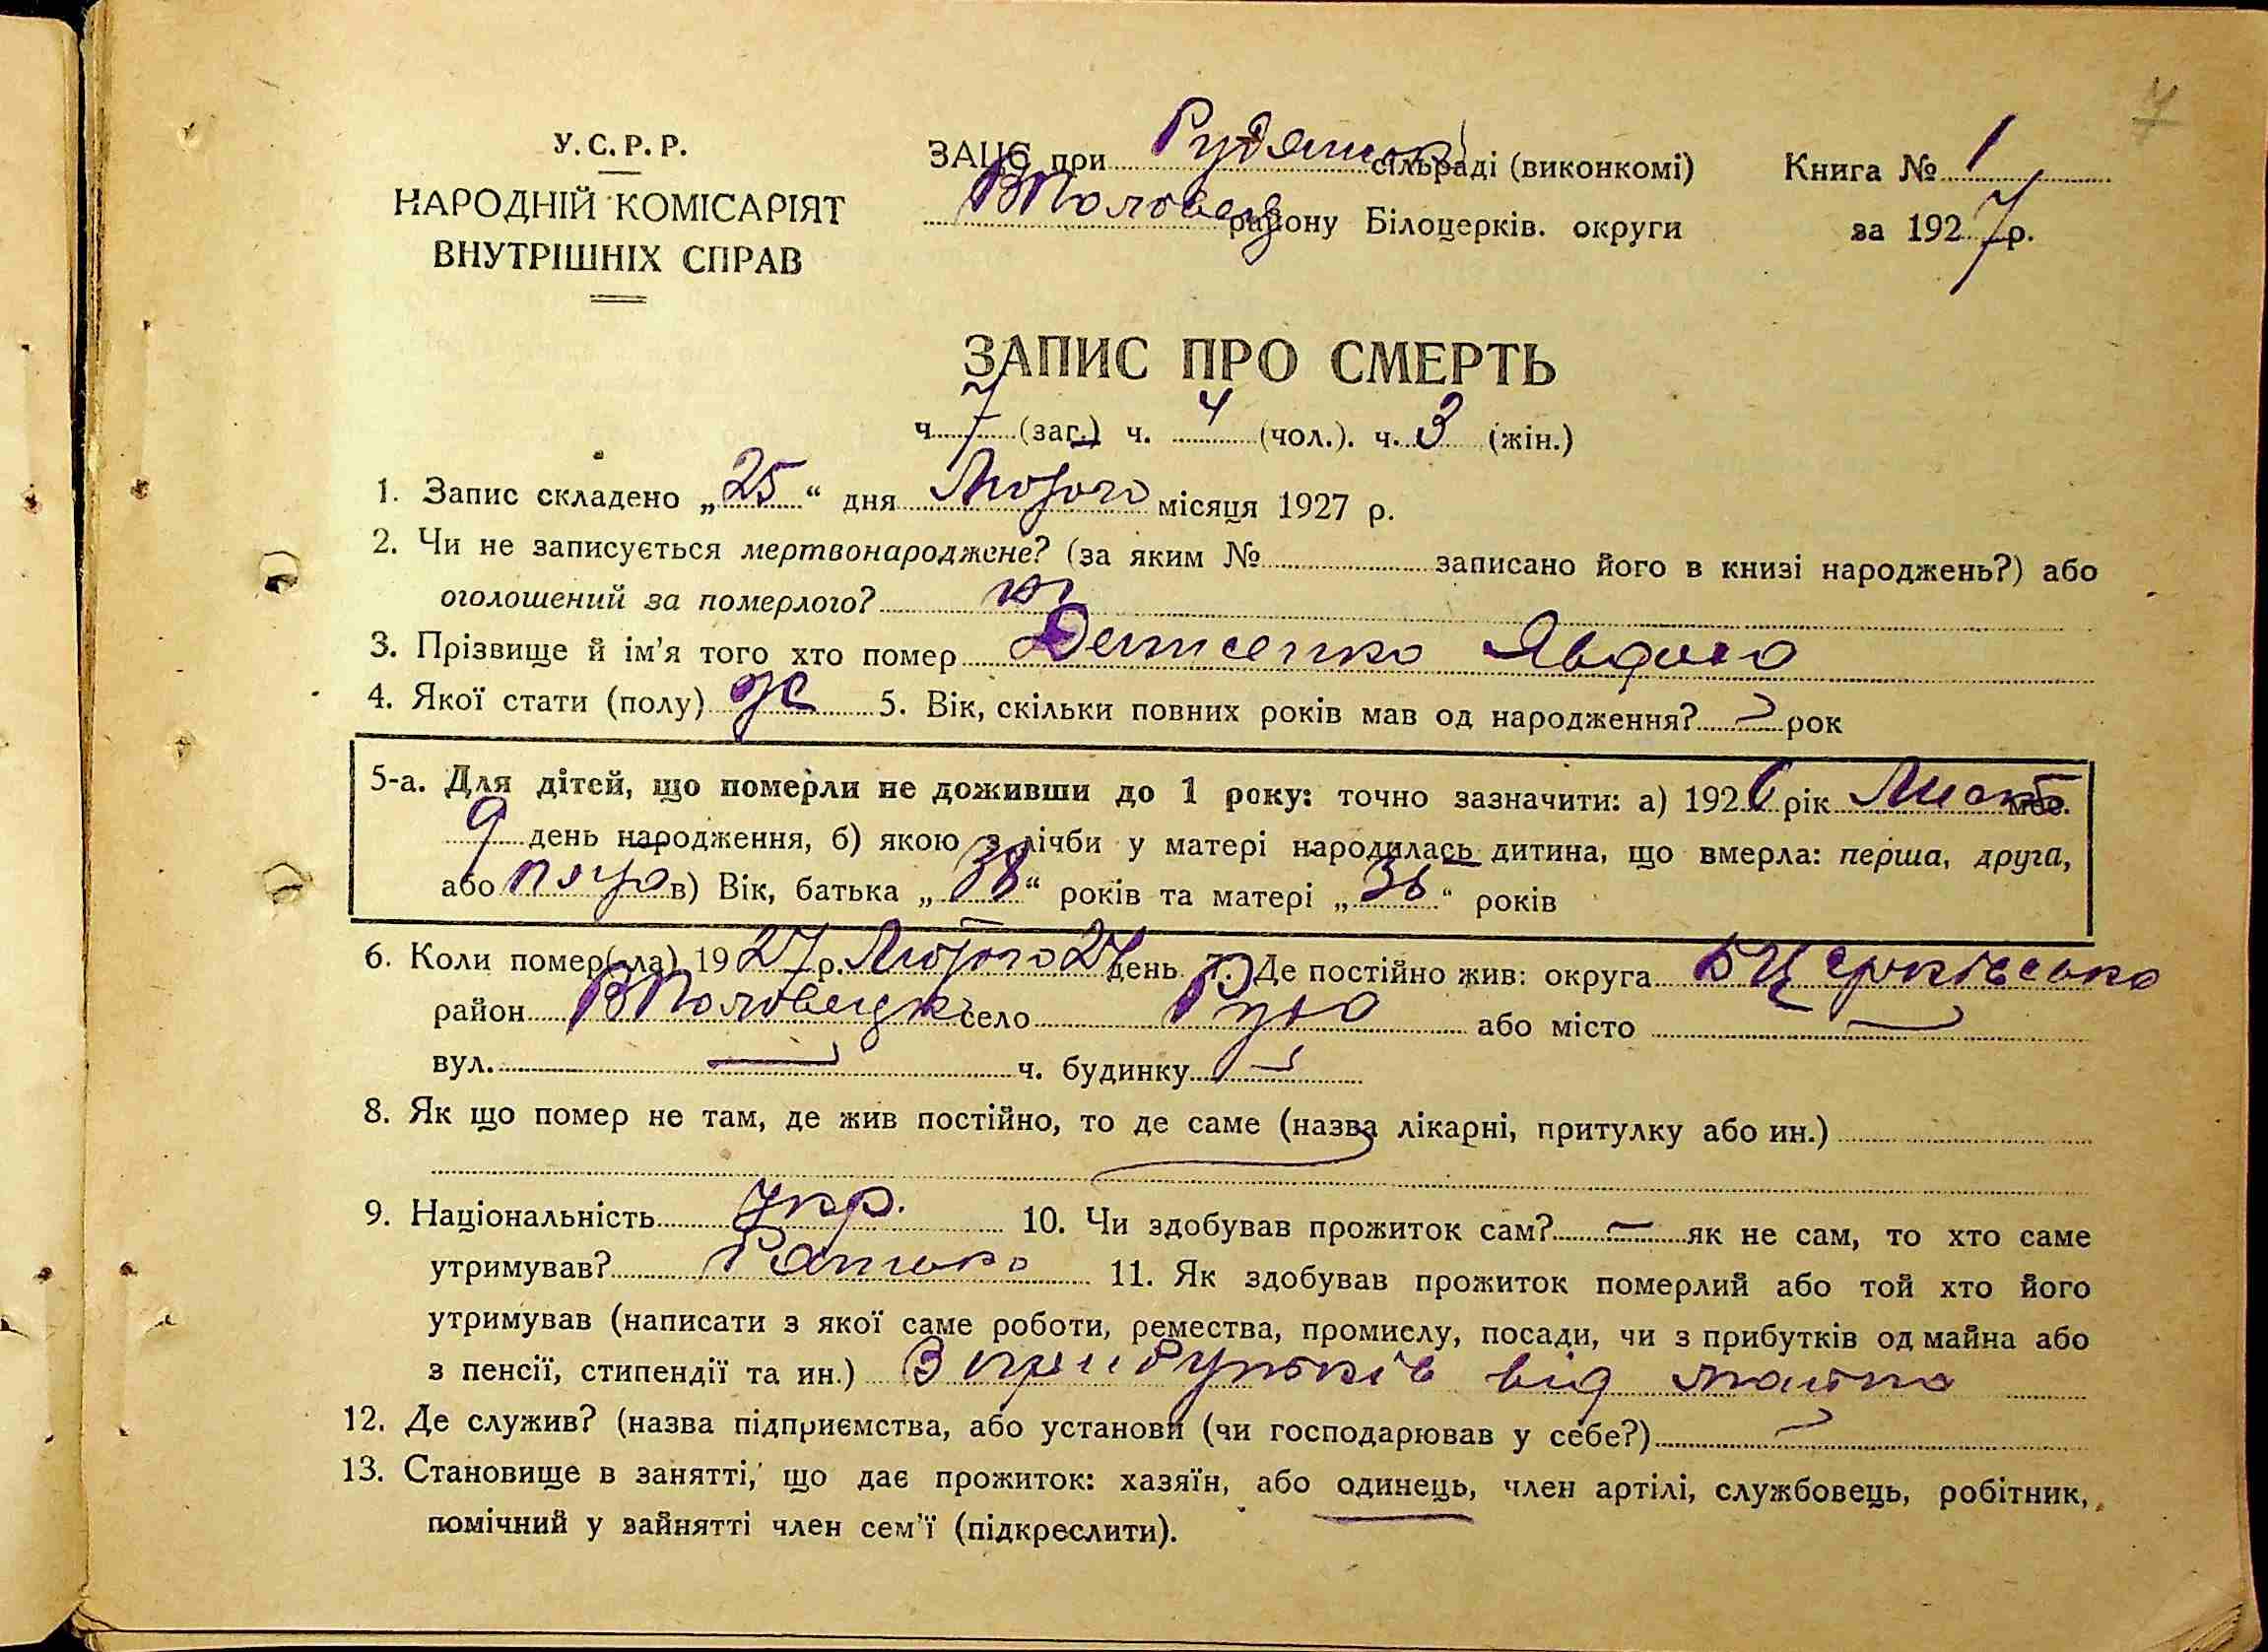 7
У.С.Р.Р.
НАРОДНІЙ КОМІСАРІЯТ
ВНУТРІШНІХ СПРАВ
ЗАЦС при Рудянській сільраді (виконкомі)
ВПоловец району Білоцерків. округи
Книга № 1
за 1927 р.
ЗАПИС ПРО СМЕРТЬ
ч. 7 (заг.) ч. 4 (чол.). ч. 3 (жін.)
1. Запис складено „25“ дня Лютого місяця 1927 р.
2. Чи не записується мертвонароджене? (за яким № записано його в книзі народжень?) або
оголошений за померлого? ні
3. Прізвище й ім'я того хто помер Денисенко Явдоха
4. Якої стати (полу) ж 5. Вік, скільки повних років мав од народження? — рок
5-а. Для дітей, що померли не доживши до 1 року: точно зазначити: а) 1926 рік Лист мсс.
9 день народження, б) якою з лічби у матері народилась дитина, що вмерла: перша, друга,
або пята в) Вік, батька „38“ років та матері „36“ років
6. Коли помер(ла) 1927 р. Лютого 24 день 7. Де постійно жив: округа БЦерківська
район ВПоловецьк село Руда або місто —
вул. — ч. будинку —
8. Як що помер не там, де жив постійно, то де саме (назва лікарні, притулку або ин.)
9. Національність Укр. 10. Чи здобував прожиток сам? — як не сам, то хто саме
утримував? Батько 11. Як здобував прожиток померлий або той хто його
утримував (написати з якої саме роботи, ремества, промислу, посади, чи з прибутків од майна або
з пенсії, стипендії та ин.) З прибутків від майна
12. Де служив? (назва підприємства, або установи (чи господарював у себе?) —
13. Становище в занятті, що дає прожиток: хазяїн, або одинець, член артілі, службовець, робітник,
помічний у зайнятті член сем'ї (підкреслити).